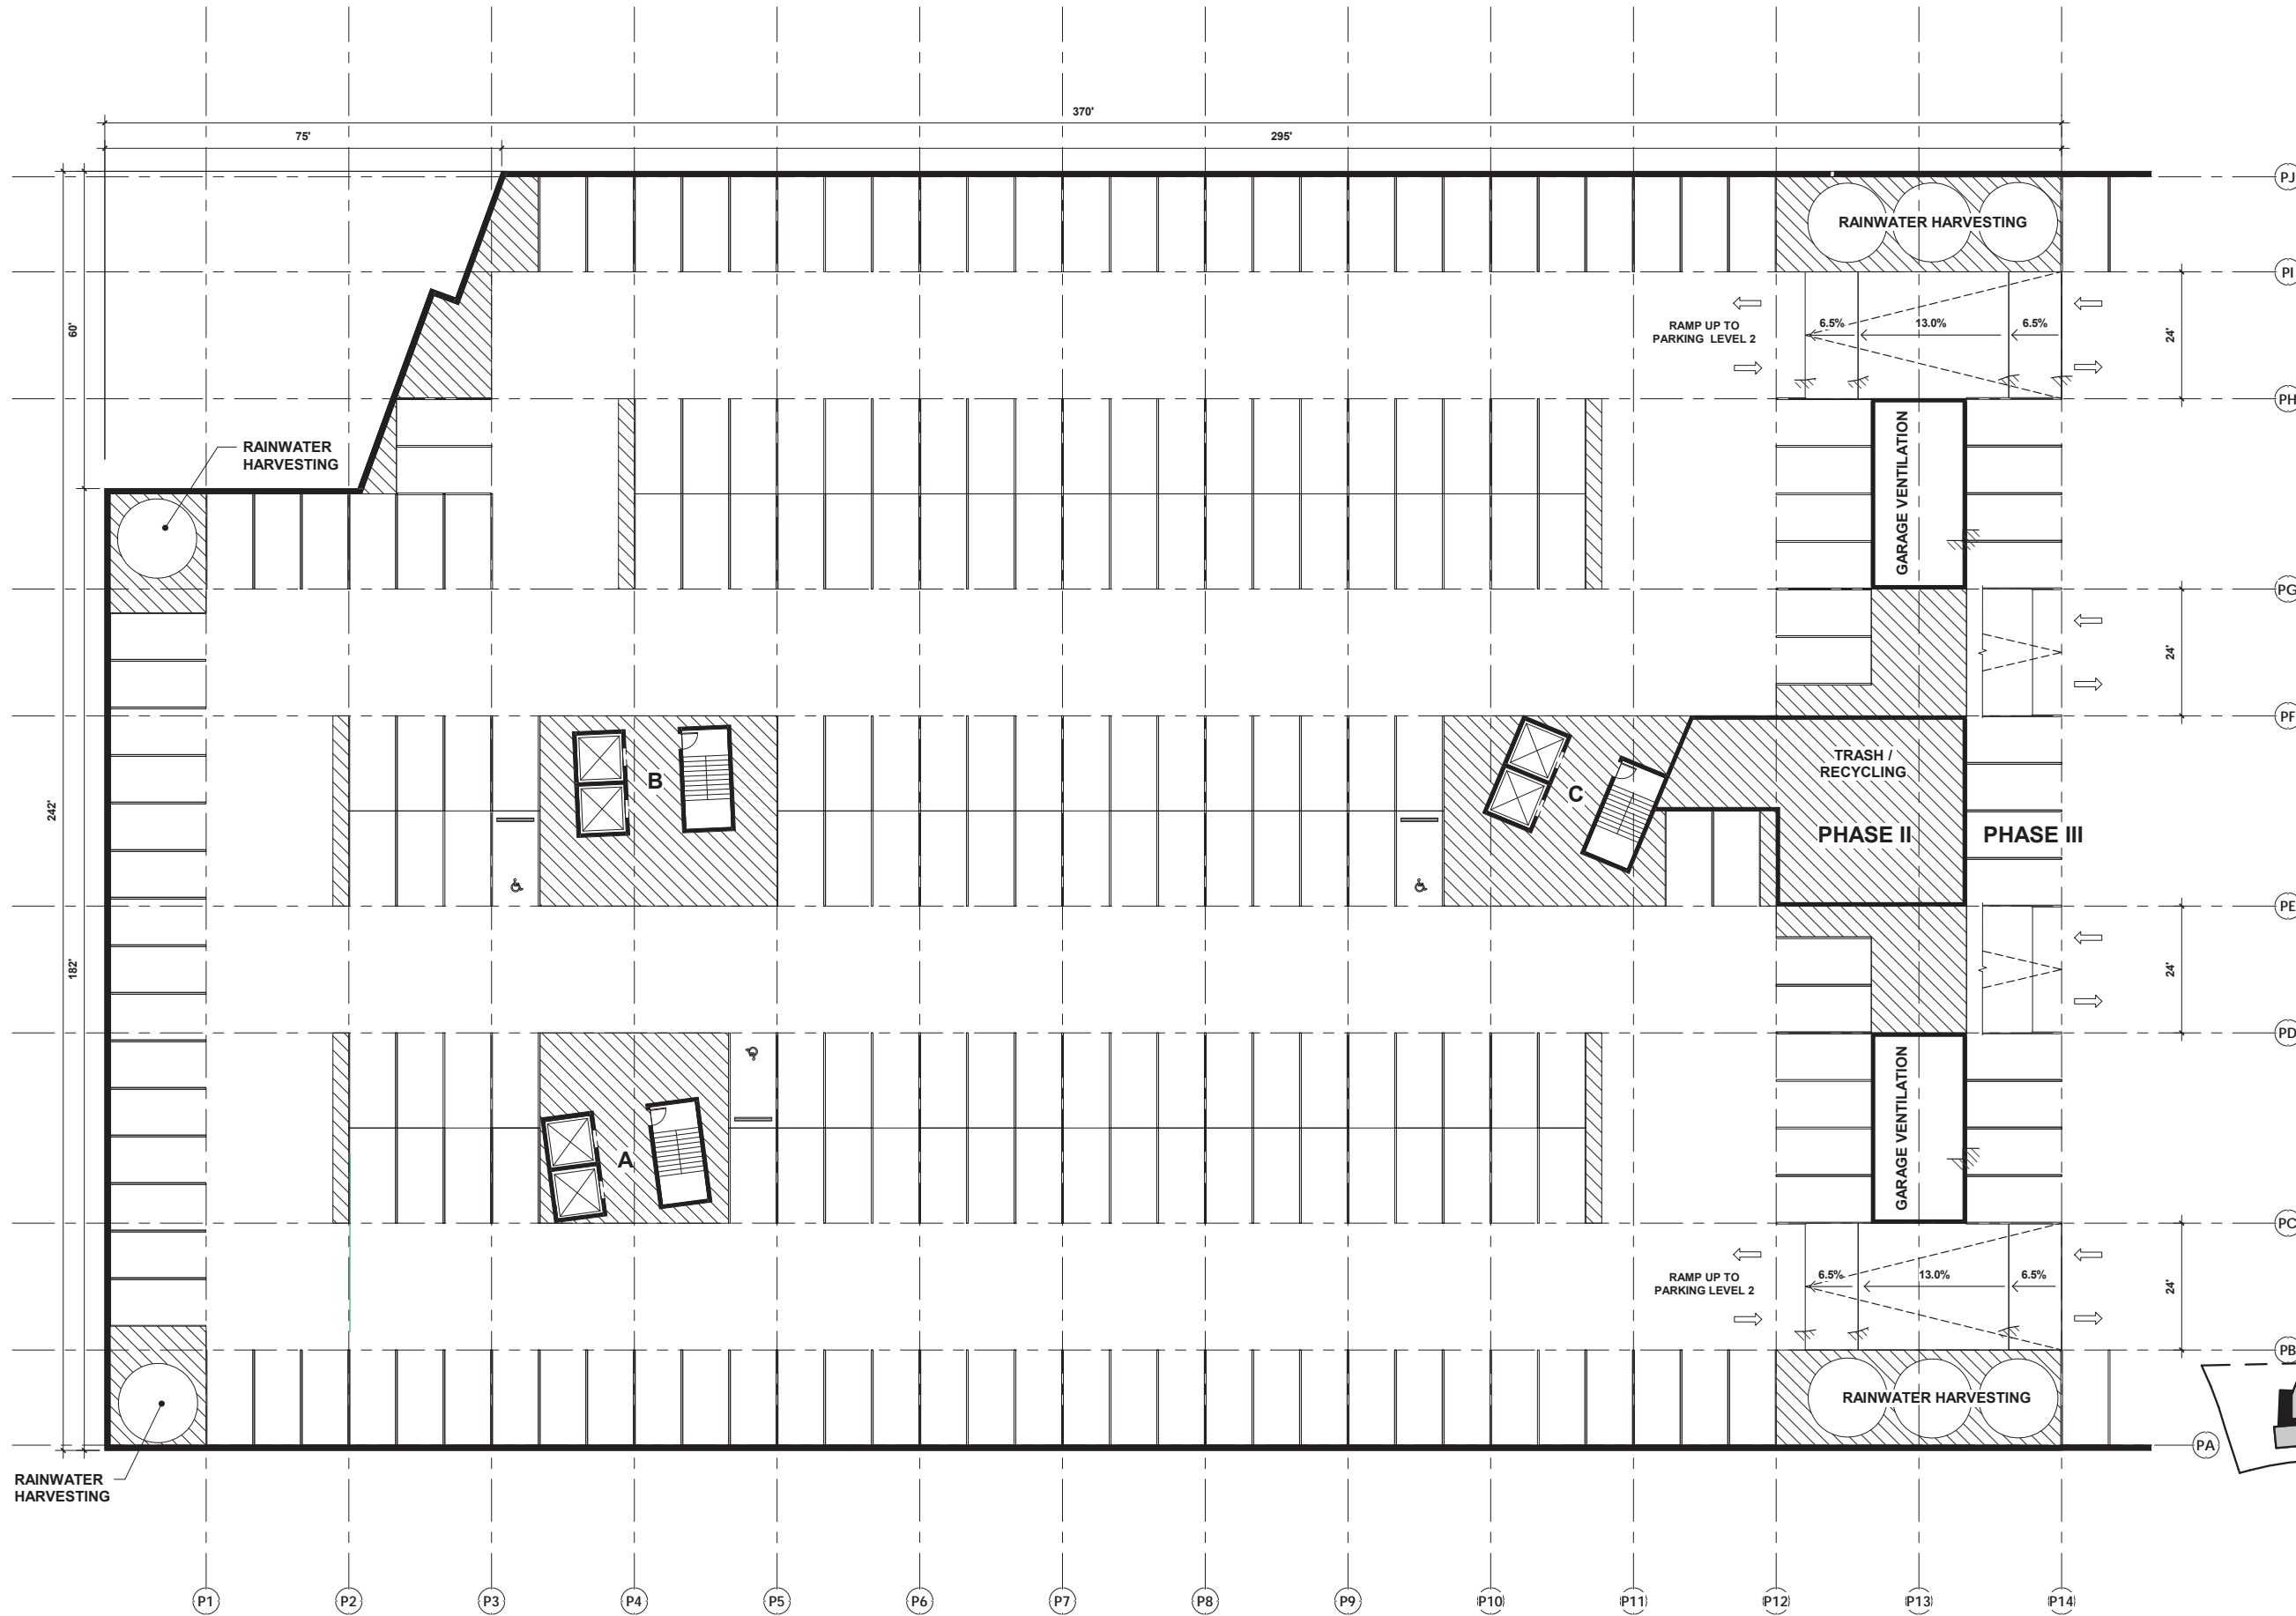 370'
75'
295'
PJ
RAINWATER HARVESTING
PI
60'
RAMP UP TO
PARKING LEVEL 2
6.5%
13.0%
6.5%
24'
PH
RAINWATER
HARVESTING
GARAGE VENTILATION
PG
24'
PF
B
C
TRASH /
RECYCLING
242'
PHASE II
PHASE III
PE
182'
24'
PD
A
GARAGE VENTILATION
PC
RAMP UP TO
PARKING LEVEL 2
6.5%
13.0%
6.5%
24'
PB
RAINWATER HARVESTING
PA
RAINWATER
HARVESTING
P1
P2
P3
P4
P5
P6
P7
P8
P9
P10
P11
P12
P13
P14